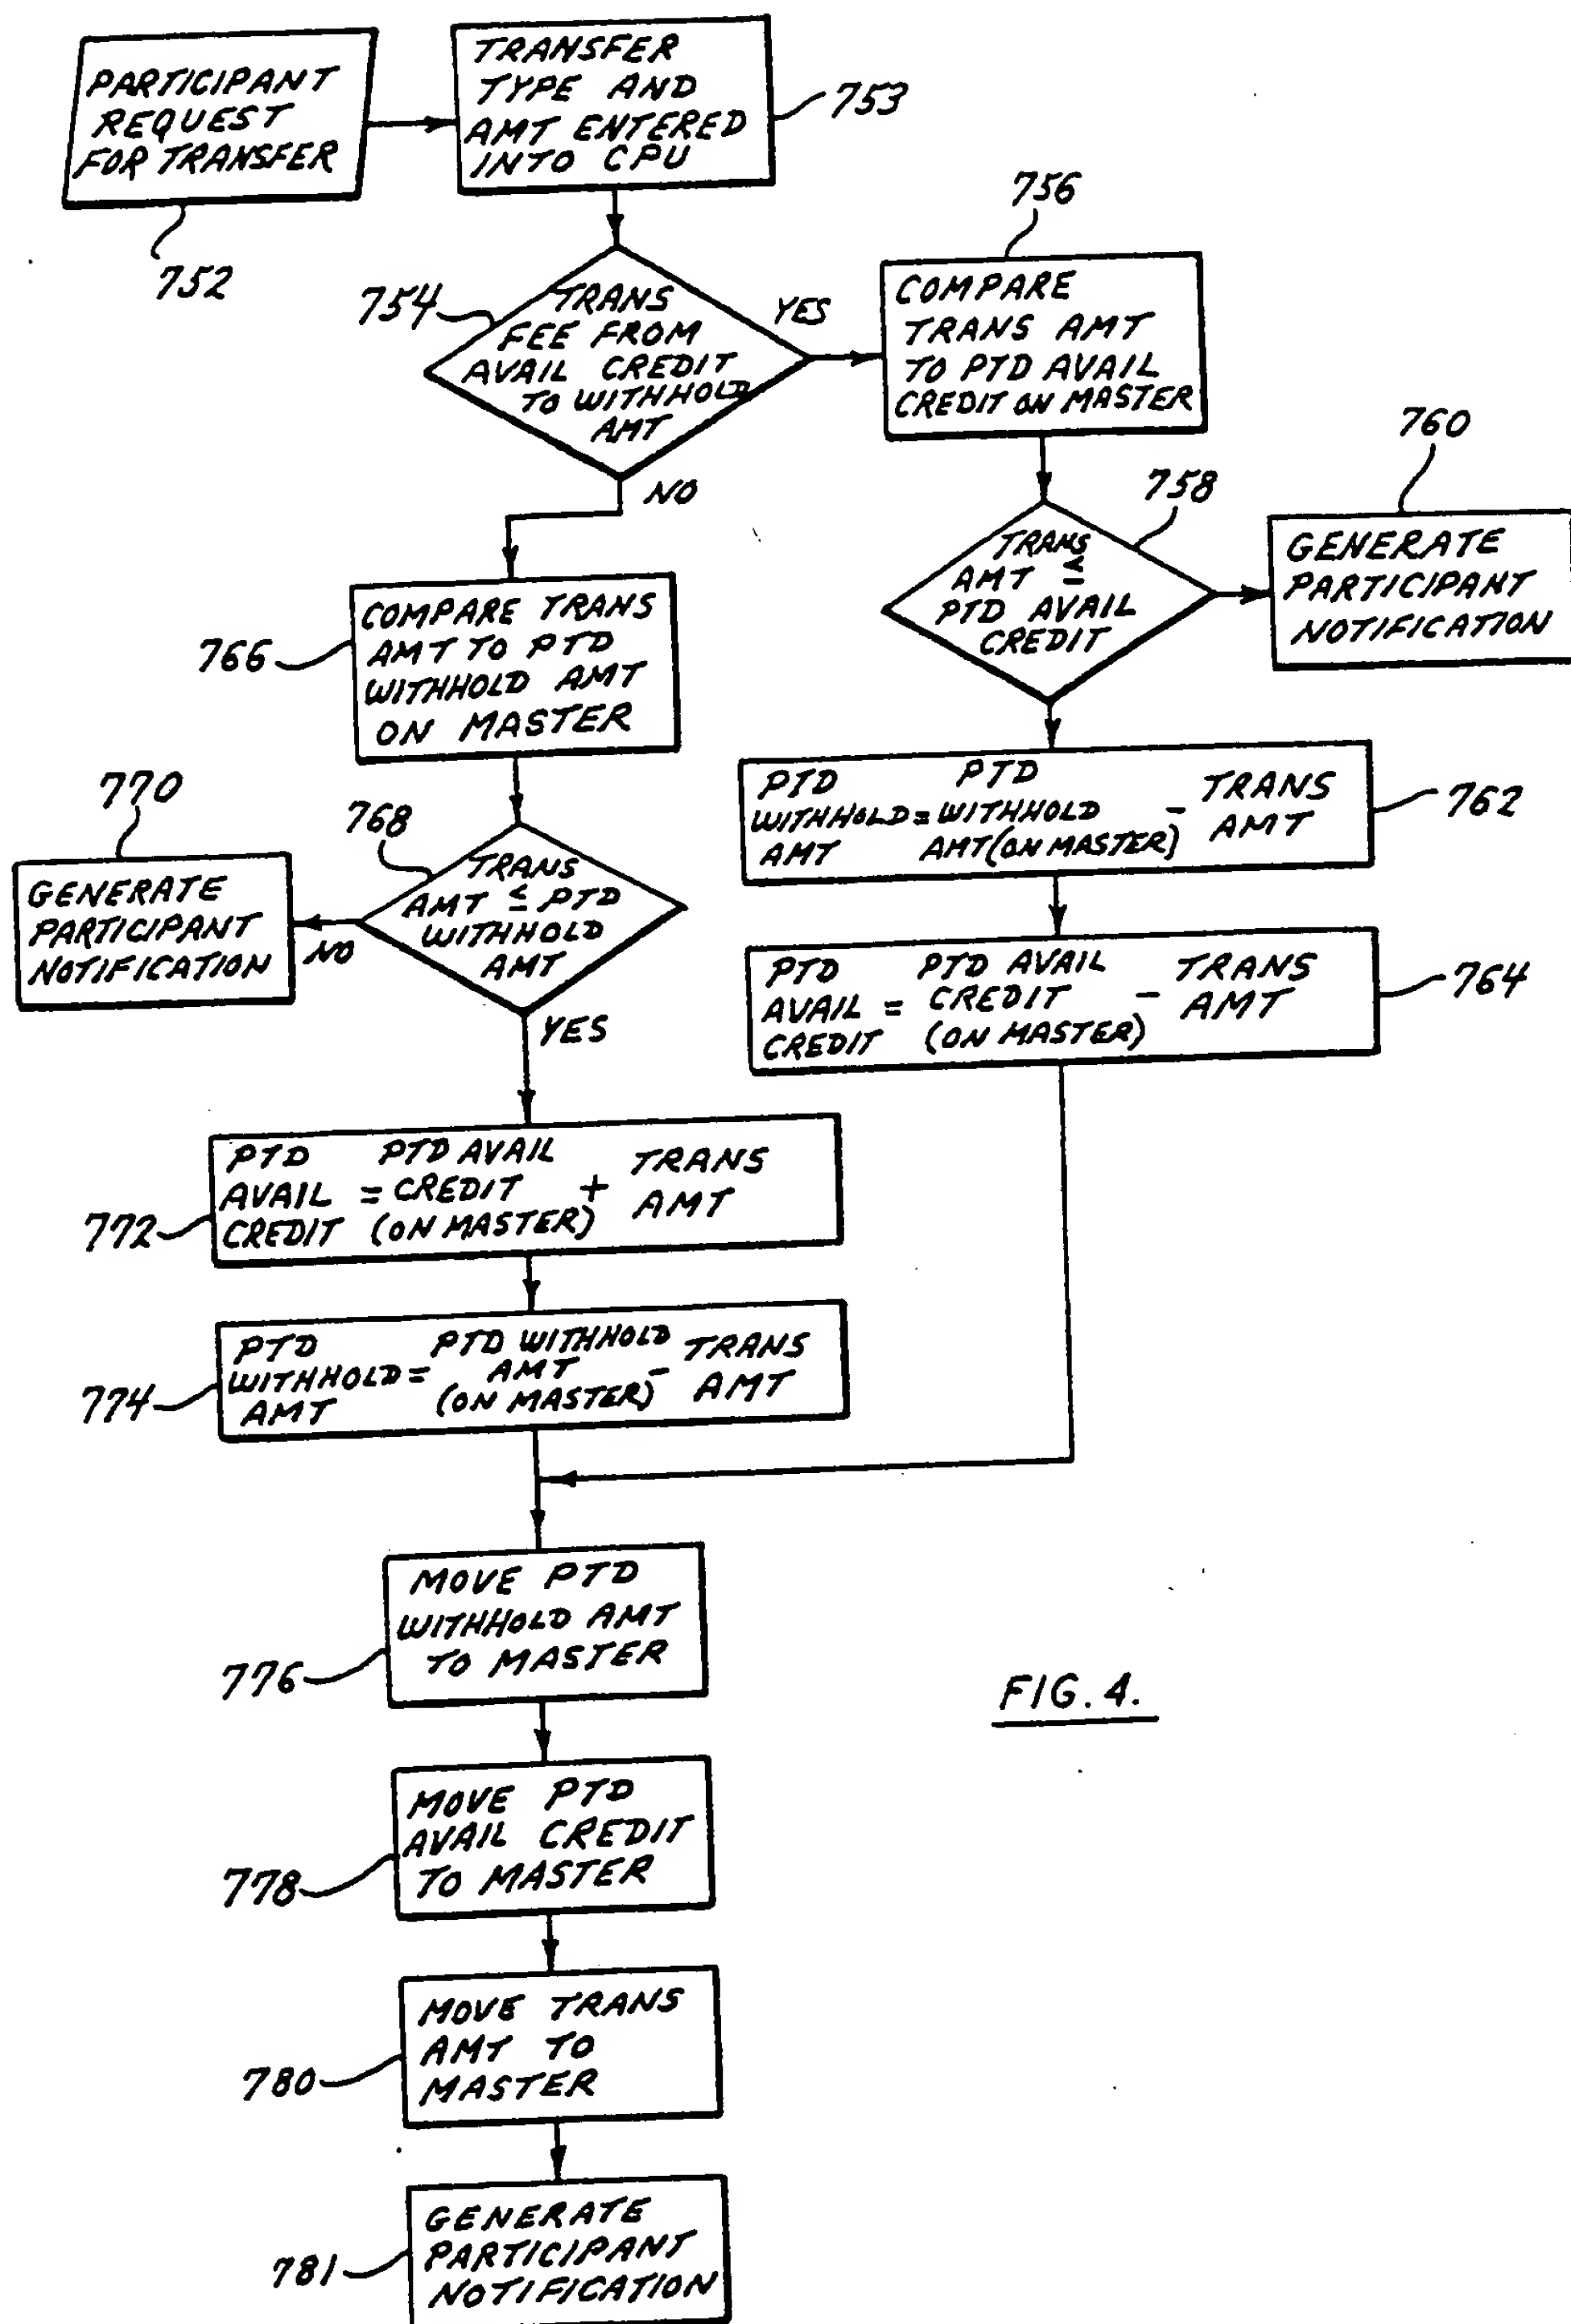 PARTICIPANT
REQUEST
FOR TRANSFER
752
TRANSFER
TYPE AND
AMT ENTERED
INTO CPU
753
754
TRANS
FEE FROM
AVAIL CREDIT
TO WITHHOLD
AMT
YES
NO
756
COMPARE
TRANS AMT
TO PTD AVAIL
CREDIT ON MASTER
758
TRANS
AMT ≤
PTD AVAIL
CREDIT
760
GENERATE
PARTICIPANT
NOTIFICATION
766
COMPARE TRANS
AMT TO PTD
WITHHOLD AMT
ON MASTER
762
PTD PTD
WITHHOLD = WITHHOLD - TRANS
AMT AMT (ON MASTER) AMT
770
GENERATE
PARTICIPANT
NOTIFICATION
768
TRANS
AMT ≤ PTD
WITHHOLD
AMT
NO
YES
764
PTD PTD AVAIL TRANS
AVAIL = CREDIT - AMT
CREDIT (ON MASTER)
772
PTD PTD AVAIL TRANS
AVAIL = CREDIT + AMT
CREDIT (ON MASTER)
774
PTD PTD WITHHOLD TRANS
WITHHOLD = AMT - AMT
AMT (ON MASTER)
776
MOVE PTD
WITHHOLD AMT
TO MASTER
FIG. 4.
778
MOVE PTD
AVAIL CREDIT
TO MASTER
780
MOVE TRANS
AMT TO
MASTER
781
GENERATE
PARTICIPANT
NOTIFICATION